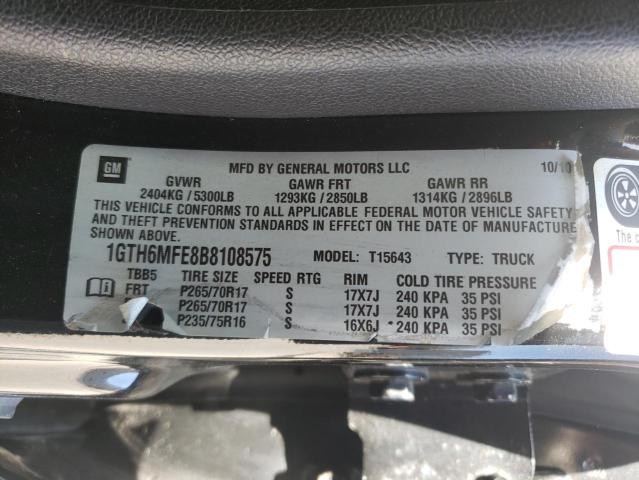 GM
MFD BY GENERAL MOTORS LLC 10/10
GVWR GAWR FRT GAWR RR
2404KG / 5300LB 1293KG / 2850LB 1314KG / 2896LB
THIS VEHICLE CONFORMS TO ALL APPLICABLE FEDERAL MOTOR VEHICLE SAFETY
AND THEFT PREVENTION STANDARDS IN EFFECT ON THE DATE OF MANUFACTURE
SHOWN ABOVE.
1GTH6MFE8B8108575 MODEL: T15643 TYPE: TRUCK
TBB5 TIRE SIZE SPEED RTG RIM COLD TIRE PRESSURE
FRT P265/70R17 S 17X7J 240 KPA 35 PSI
P265/70R17 S 17X7J 240 KPA 35 PSI
P235/75R16 S 16X6J 240 KPA 35 PSI
The c